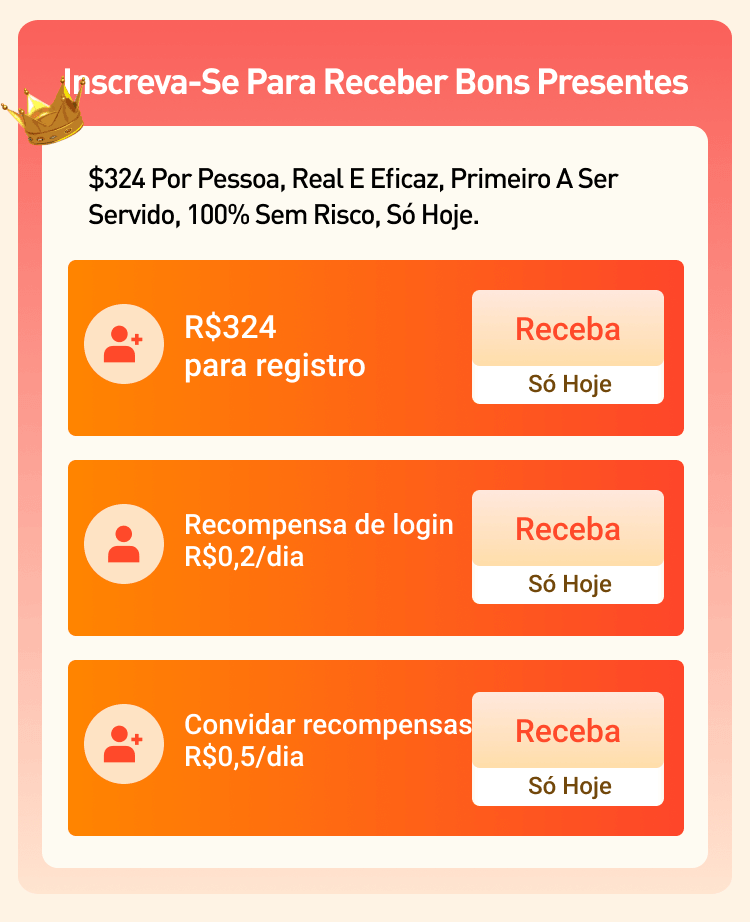 Inscreva-Se Para Receber Bons Presentes
$324 Por Pessoa, Real E Eficaz, Primeiro A Ser
Servido, 100% Sem Risco, Só Hoje.
R$324
para registro
Receba
Só Hoje
Recompensa de login
R$0,2/dia
Receba
Só Hoje
Convidar recompensas
R$0,5/dia
Receba
Só Hoje